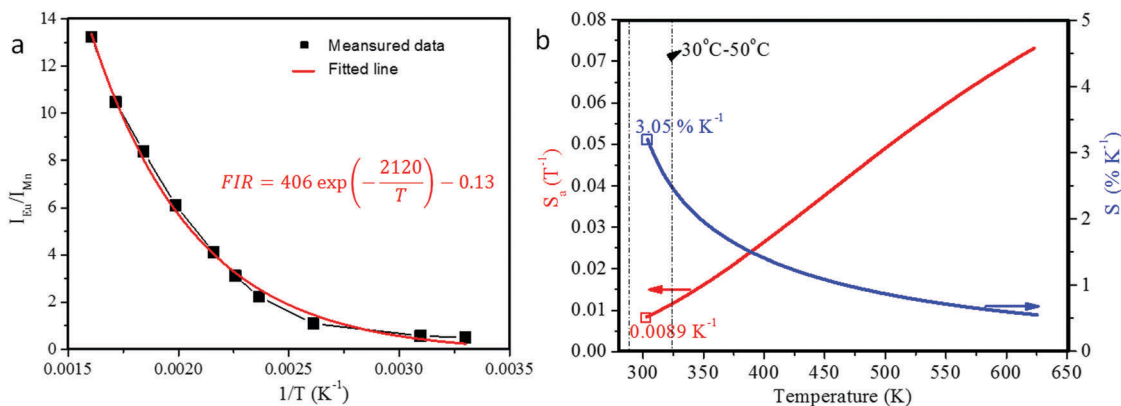 a
14
12
10
8
6
4
2
0
I_Eu/I_Mn
Meansured data
Fitted line
FIR = 406 exp(−2120/T) − 0.13
0.0015 0.0020 0.0025 0.0030 0.0035
1/T (K⁻¹)
b
0.08
0.07
0.06
0.05
0.04
0.03
0.02
0.01
0.00
S_a (T⁻¹)
30°C-50°C
3.05 % K⁻¹
0.0089 K⁻¹
5
4
3
2
1
0
S_r (% K⁻¹)
300 350 400 450 500 550 600 650
Temperature (K)